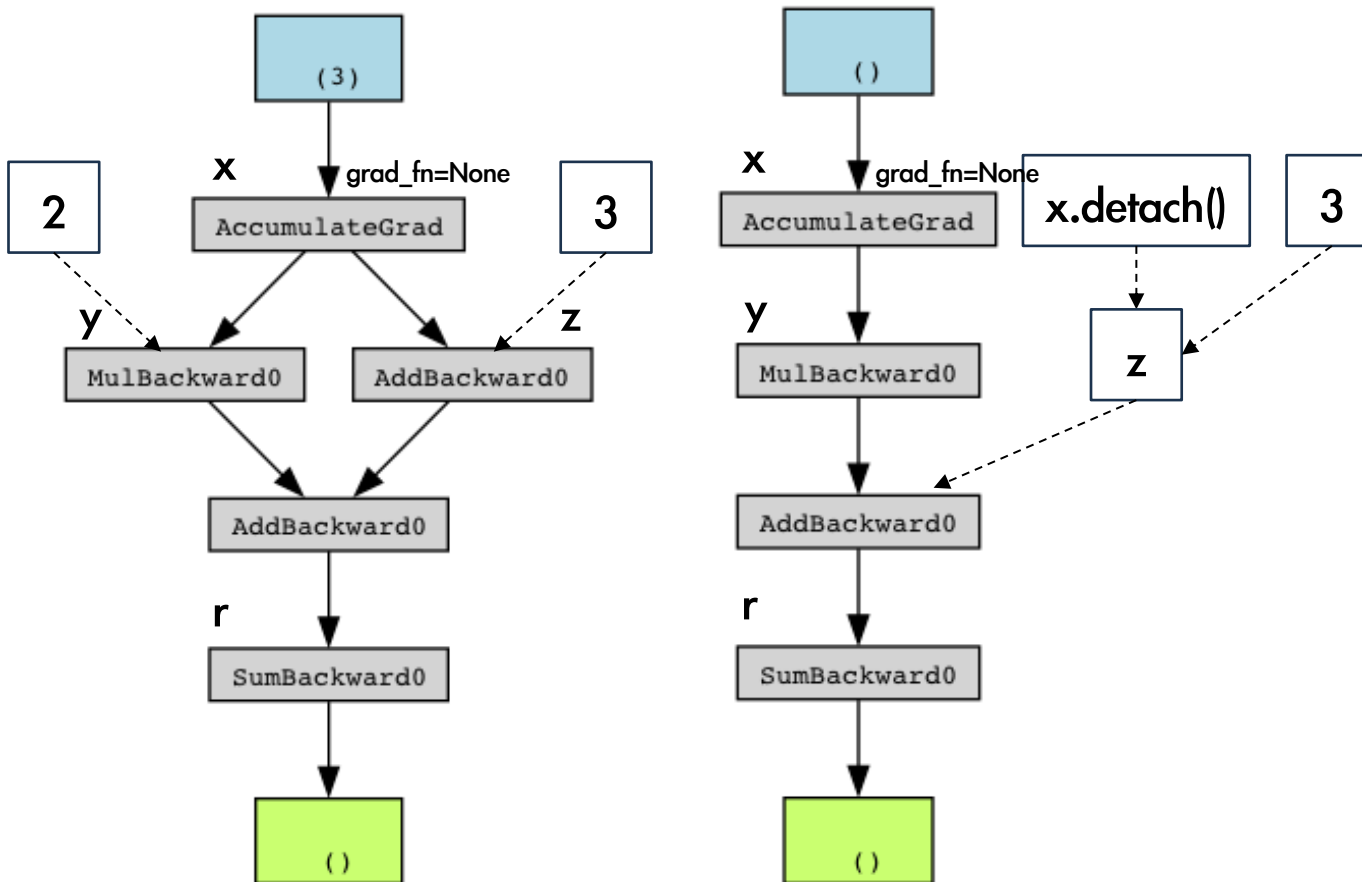 (3)
x
grad_fn=None
2
3
AccumulateGrad
y
z
MulBackward0
AddBackward0
AddBackward0
r
SumBackward0
()
()
x
grad_fn=None
x.detach()
3
AccumulateGrad
y
z
MulBackward0
AddBackward0
r
SumBackward0
()